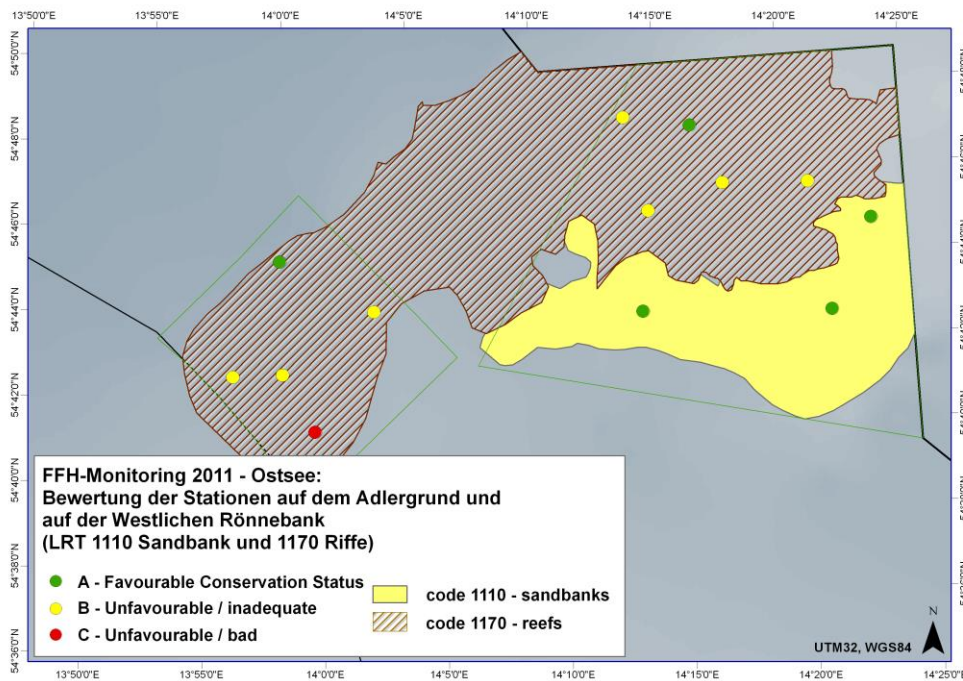 13°50'0"E 13°55'0"E 14°0'0"E 14°5'0"E 14°10'0"E 14°15'0"E 14°20'0"E 14°25'0"E
54°50'0"N
54°48'0"N
54°46'0"N
54°44'0"N
54°42'0"N
54°40'0"N
54°38'0"N
54°36'0"N
FFH-Monitoring 2011 - Ostsee:
Bewertung der Stationen auf dem Adlergrund und
auf der Westlichen Rönnebank
(LRT 1110 Sandbank und 1170 Riffe)
A - Favourable Conservation Status
B - Unfavourable / inadequate
C - Unfavourable / bad
code 1110 - sandbanks
code 1170 - reefs
N
UTM32, WGS84
13°50'0"E 13°55'0"E 14°0'0"E 14°5'0"E 14°10'0"E 14°15'0"E 14°20'0"E 14°25'0"E